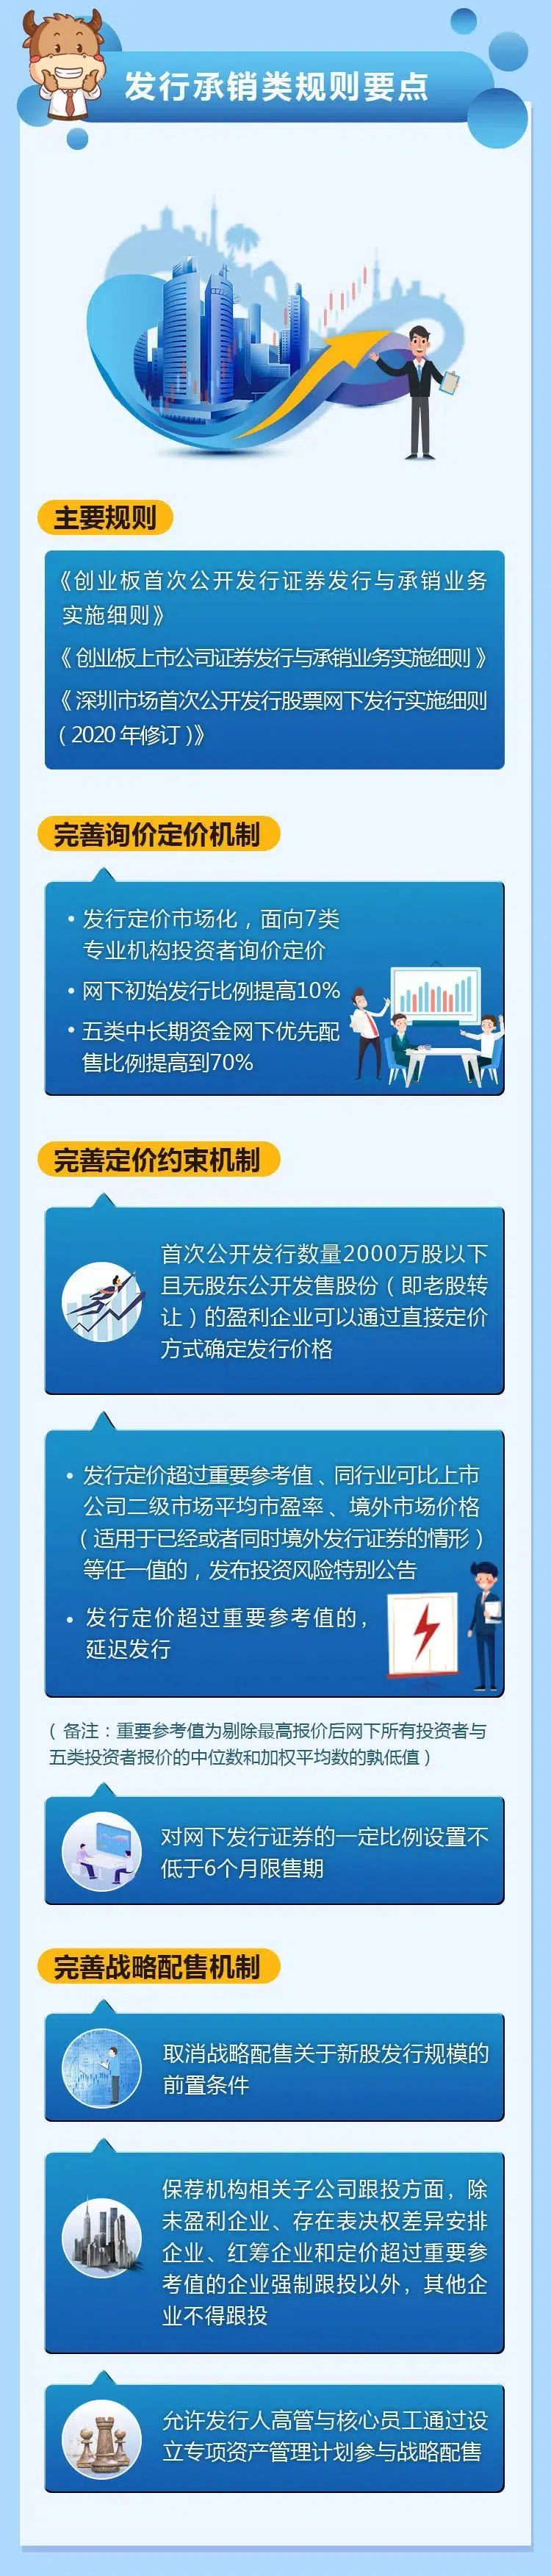 发行承销类规则要点
主要规则
《创业板首次公开发行证券发行与承销业务
实施细则》
《创业板上市公司证券发行与承销业务实施细则》
《深圳市场首次公开发行股票网下发行实施细则
（2020年修订）》
完善询价定价机制
• 发行定价市场化，面向7类
专业机构投资者询价定价
• 网下初始发行比例提高10%
• 五类中长期资金网下优先配
售比例提高到70%
完善定价约束机制
首次公开发行数量2000万股以下
且无股东公开发售股份（即老股转
让）的盈利企业可以通过直接定价
方式确定发行价格
• 发行定价超过重要参考值、同行业可比上市
公司二级市场平均市盈率、境外市场价格
（适用于已经或者同时境外发行证券的情形）
等任一值的，发布投资风险特别公告
• 发行定价超过重要参考值的，
延迟发行
（备注：重要参考值为剔除最高报价后网下所有投资者与
五类投资者报价的中位数和加权平均数的孰低值）
对网下发行证券的一定比例设置不
低于6个月限售期
完善战略配售机制
取消战略配售关于新股发行规模的
前置条件
保荐机构相关子公司跟投方面，除
未盈利企业、存在表决权差异安排
企业、红筹企业和定价超过重要参
考值的企业强制跟投以外，其他企
业不得跟投
允许发行人高管与核心员工通过设
立专项资产管理计划参与战略配售